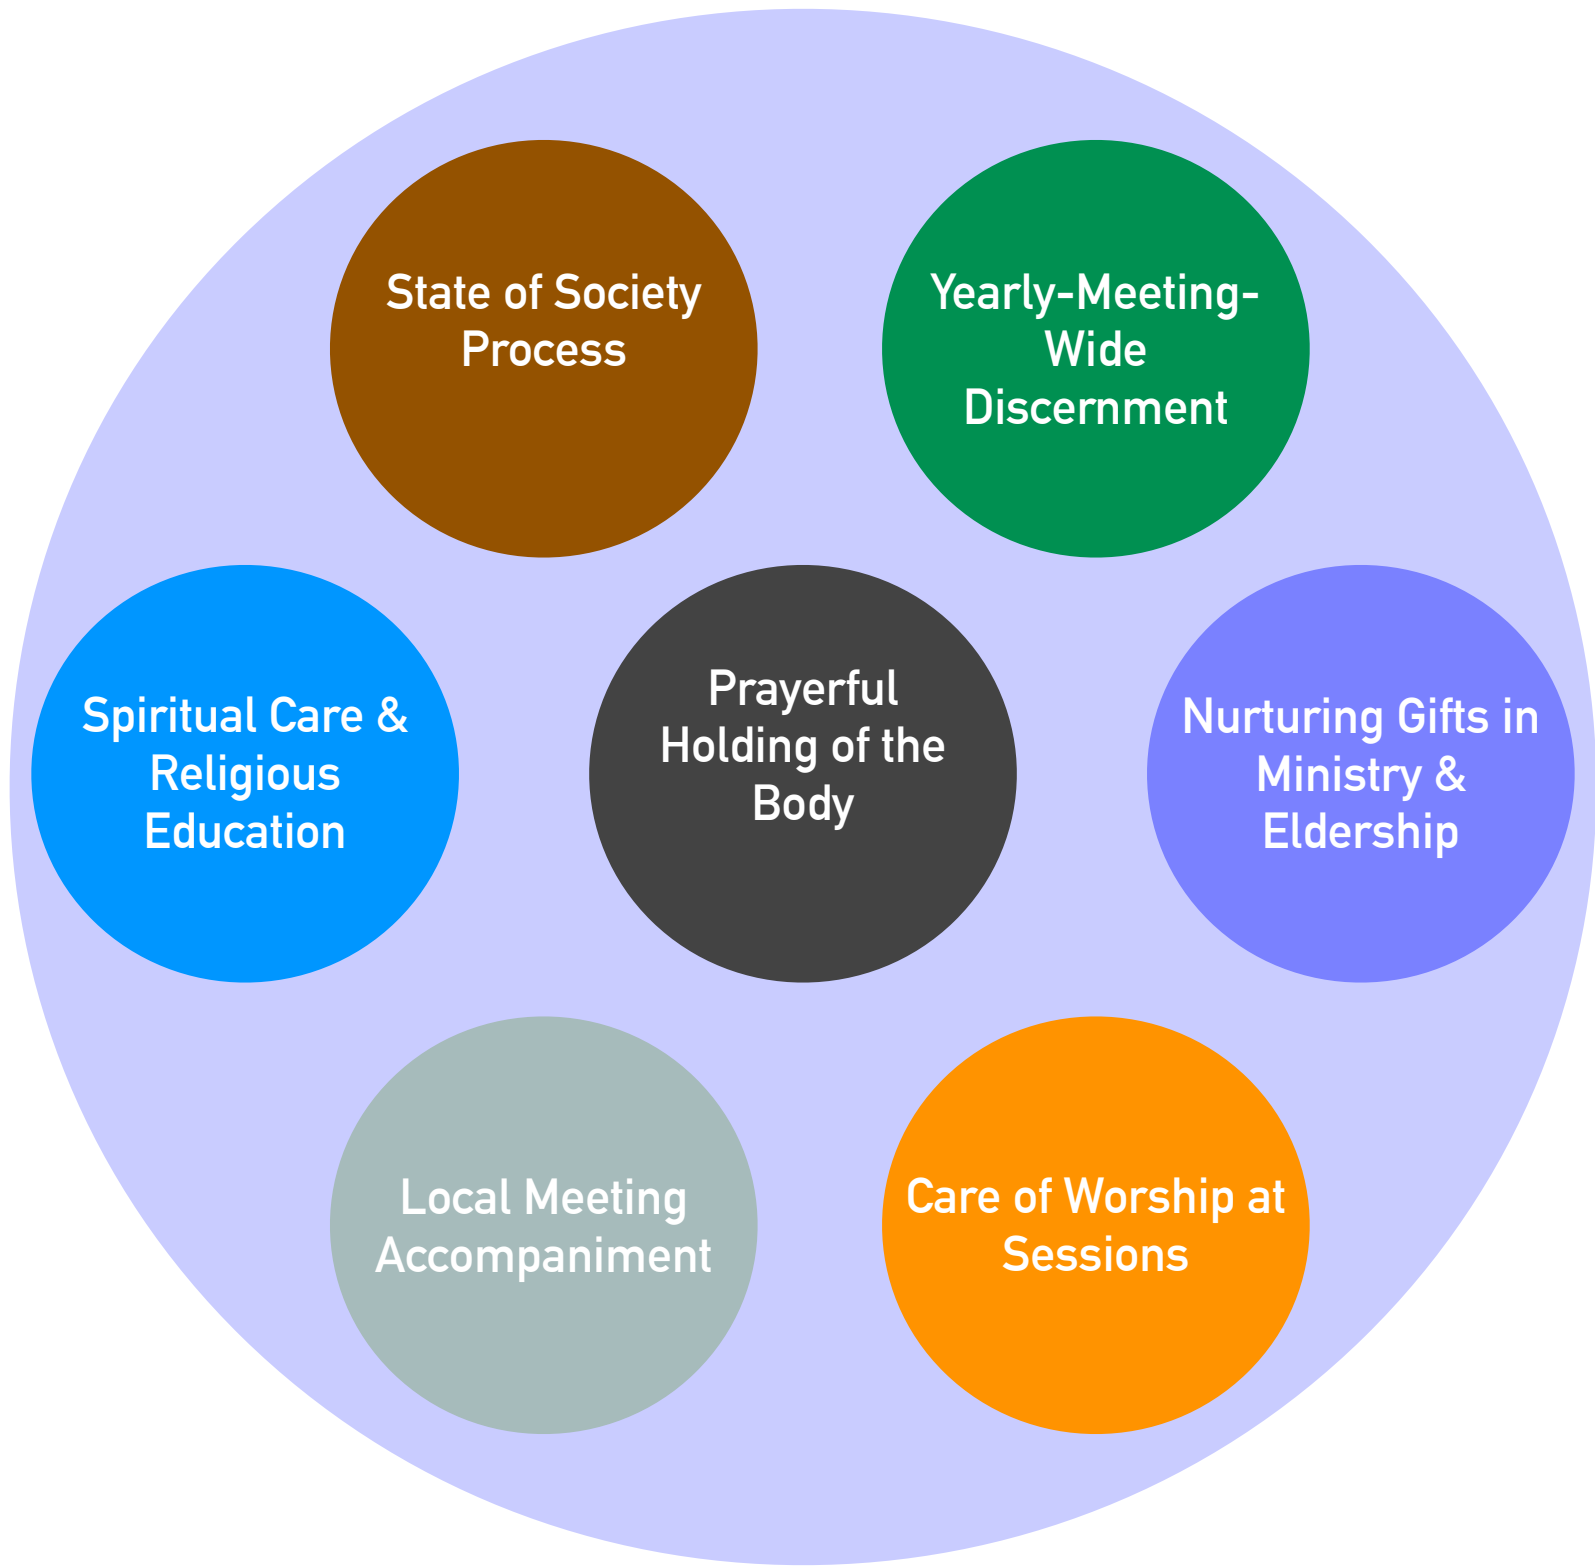 State of Society
Process
Yearly-Meeting-
Wide
Discernment
Spiritual Care &
Religious
Education
Prayerful
Holding of the
Body
Nurturing Gifts in
Ministry &
Eldership
Local Meeting
Accompaniment
Care of Worship at
Sessions